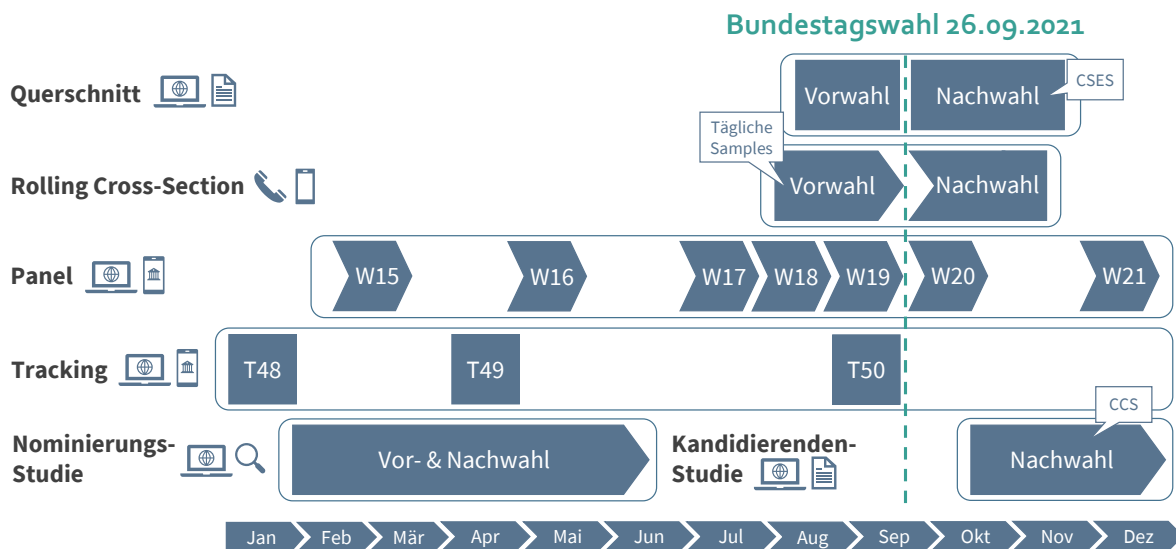 Bundestagswahl 26.09.2021
Querschnitt
Vorwahl
Nachwahl
CSES
Tägliche
Samples
Rolling Cross-Section
Vorwahl
Nachwahl
Panel
W15
W16
W17
W18
W19
W20
W21
Tracking
T48
T49
T50
Nominierungs-
Studie
Vor- & Nachwahl
Kandidierenden-
Studie
CCS
Nachwahl
Jan
Feb
Mär
Apr
Mai
Jun
Jul
Aug
Sep
Okt
Nov
Dez